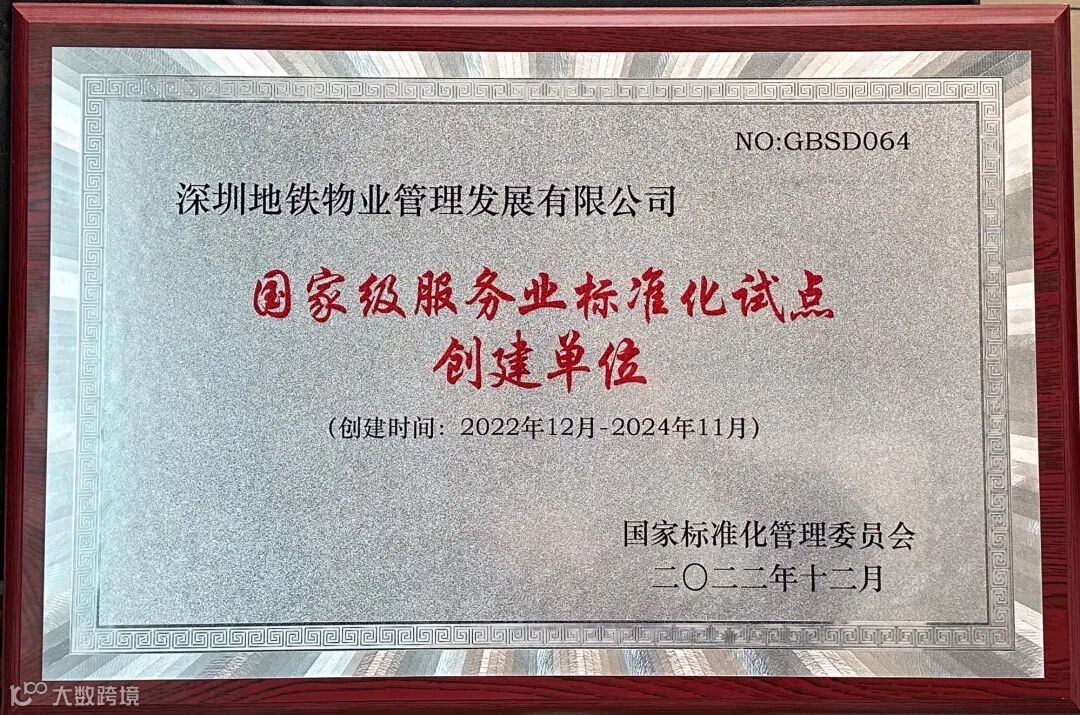 NO:GBSD064
深圳地铁物业管理发展有限公司
国家级服务业标准化试点
创建单位
(创建时间：2022年12月-2024年11月)
国家标准化管理委员会
二〇二二年十二月
大数跨境